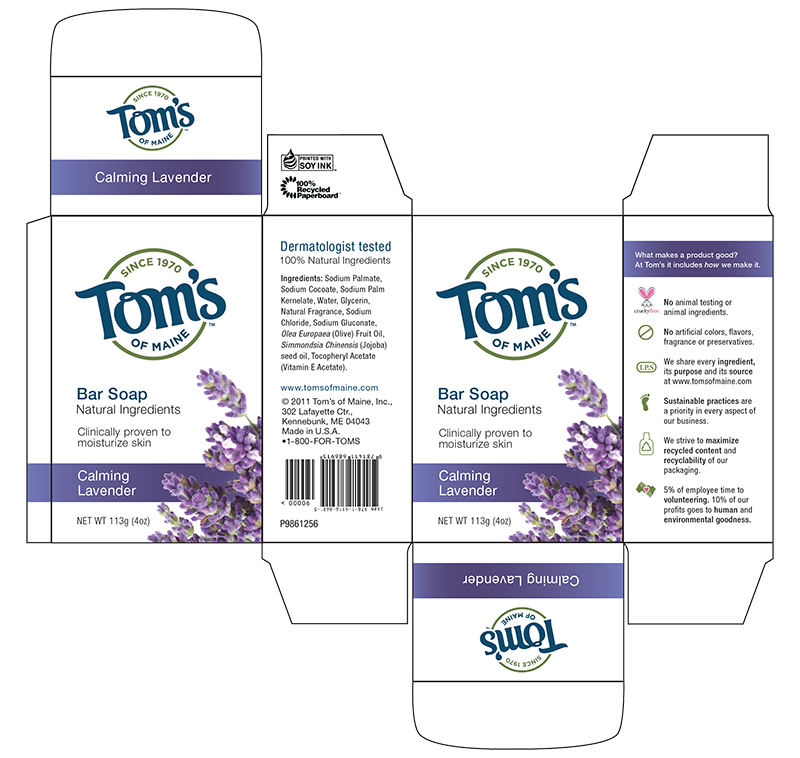 SINCE 1970
Tom's
OF MAINE
™
Calming Lavender
PRINTED WITH
SOY INK™
100%
Recycled
Paperboard™
SINCE 1970
Tom's
OF MAINE
™
Bar Soap
Natural Ingredients
Clinically proven to
moisturize skin
Calming
Lavender
NET WT 113g (4oz)
Dermatologist tested
100% Natural Ingredients
Ingredients: Sodium Palmate,
Sodium Cocoate, Sodium Palm
Kernelate, Water, Glycerin,
Natural Fragrance, Sodium
Chloride, Sodium Gluconate,
Olea Europaea (Olive) Fruit Oil,
Simmondsia Chinensis (Jojoba)
seed oil, Tocopheryl Acetate
(Vitamin E Acetate).
www.tomsofmaine.com
© 2011 Tom's of Maine, Inc.,
302 Lafayette Ctr.,
Kennebunk, ME 04043
Made in U.S.A.
•1-800-FOR-TOMS
90000 >
P9861256
SINCE 1970
Tom's
OF MAINE
™
Bar Soap
Natural Ingredients
Clinically proven to
moisturize skin
Calming
Lavender
NET WT 113g (4oz)
What makes a product good?
At Tom's it includes how we make it.
crueltyfree
No animal testing or
animal ingredients.
No artificial colors, flavors,
fragrance or preservatives.
I.P.S
We share every ingredient,
its purpose and its source
at www.tomsofmaine.com
Sustainable practices are
a priority in every aspect of
our business.
We strive to maximize
recycled content and
recyclability of our
packaging.
5% of employee time to
volunteering. 10% of our
profits goes to human and
environmental goodness.
Calming Lavender
SINCE 1970
Tom's
OF MAINE